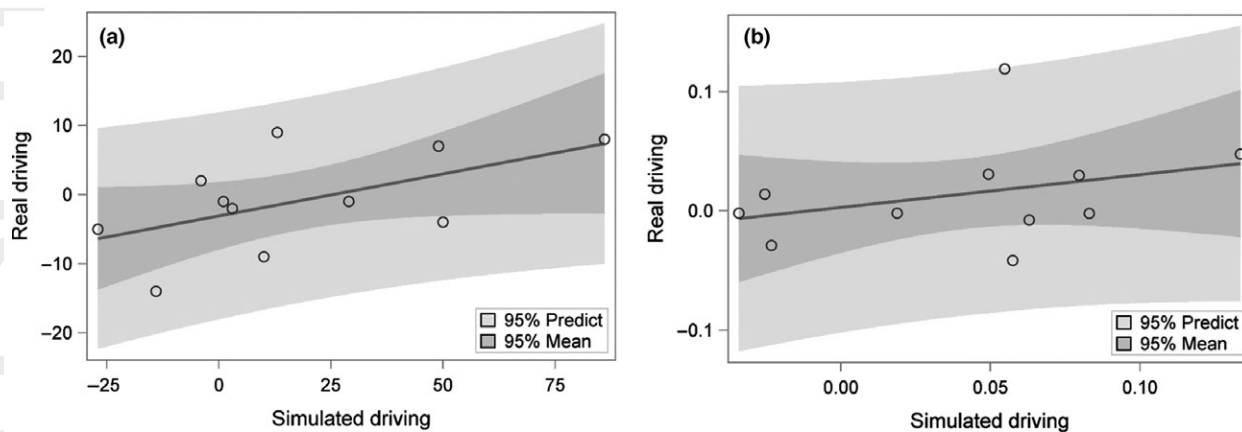 (a)
Real driving
20
10
0
−10
−20
95% Predict
95% Mean
−25 0 25 50 75
Simulated driving
(b)
Real driving
0.1
0.0
−0.1
95% Predict
95% Mean
0.00 0.05 0.10
Simulated driving